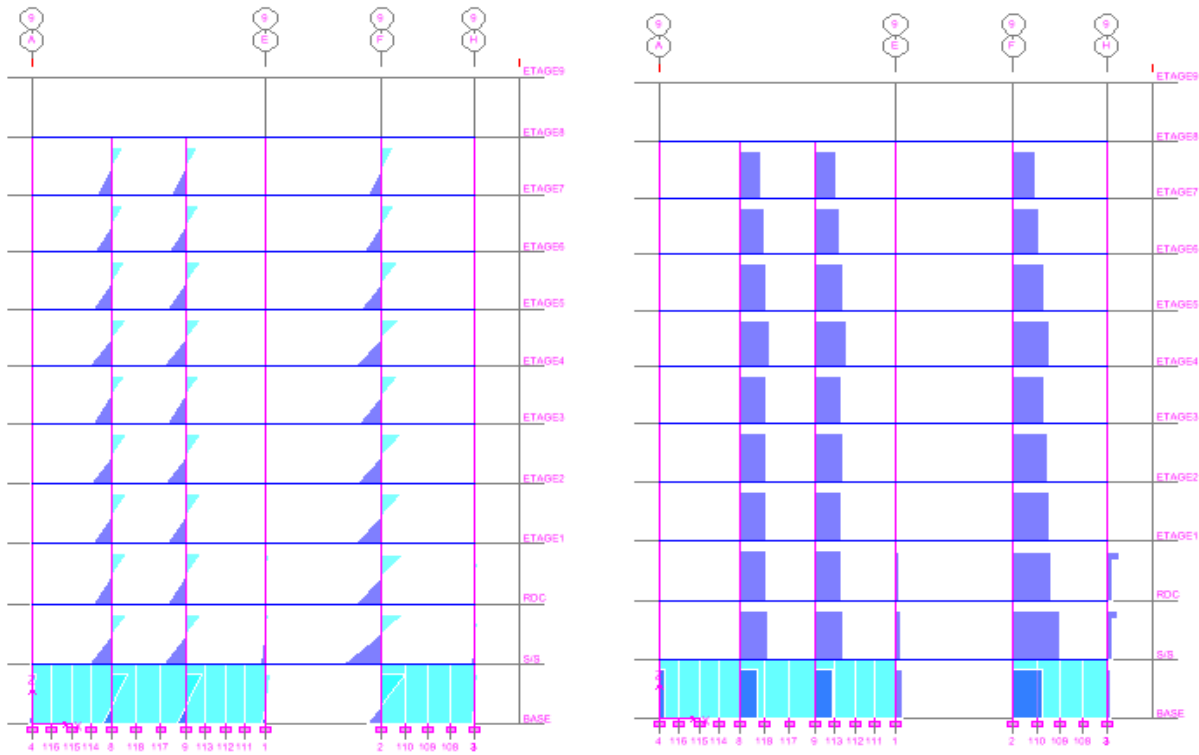 9 9 9 9
A E F H
ETAGE9
ETAGE8
ETAGE7
ETAGE6
ETAGE5
ETAGE4
ETAGE3
ETAGE2
ETAGE1
RDC
S/S
Z
X
BASE
4 116 115 114 8 118 117 9 113 112 111 1 2 110 109 108 3
9 9 9 9
A E F H
ETAGE9
ETAGE8
ETAGE7
ETAGE6
ETAGE5
ETAGE4
ETAGE3
ETAGE2
ETAGE1
RDC
S/S
Z
X
BASE
4 116 115 114 8 118 117 9 113 112 111 1 2 110 109 108 3